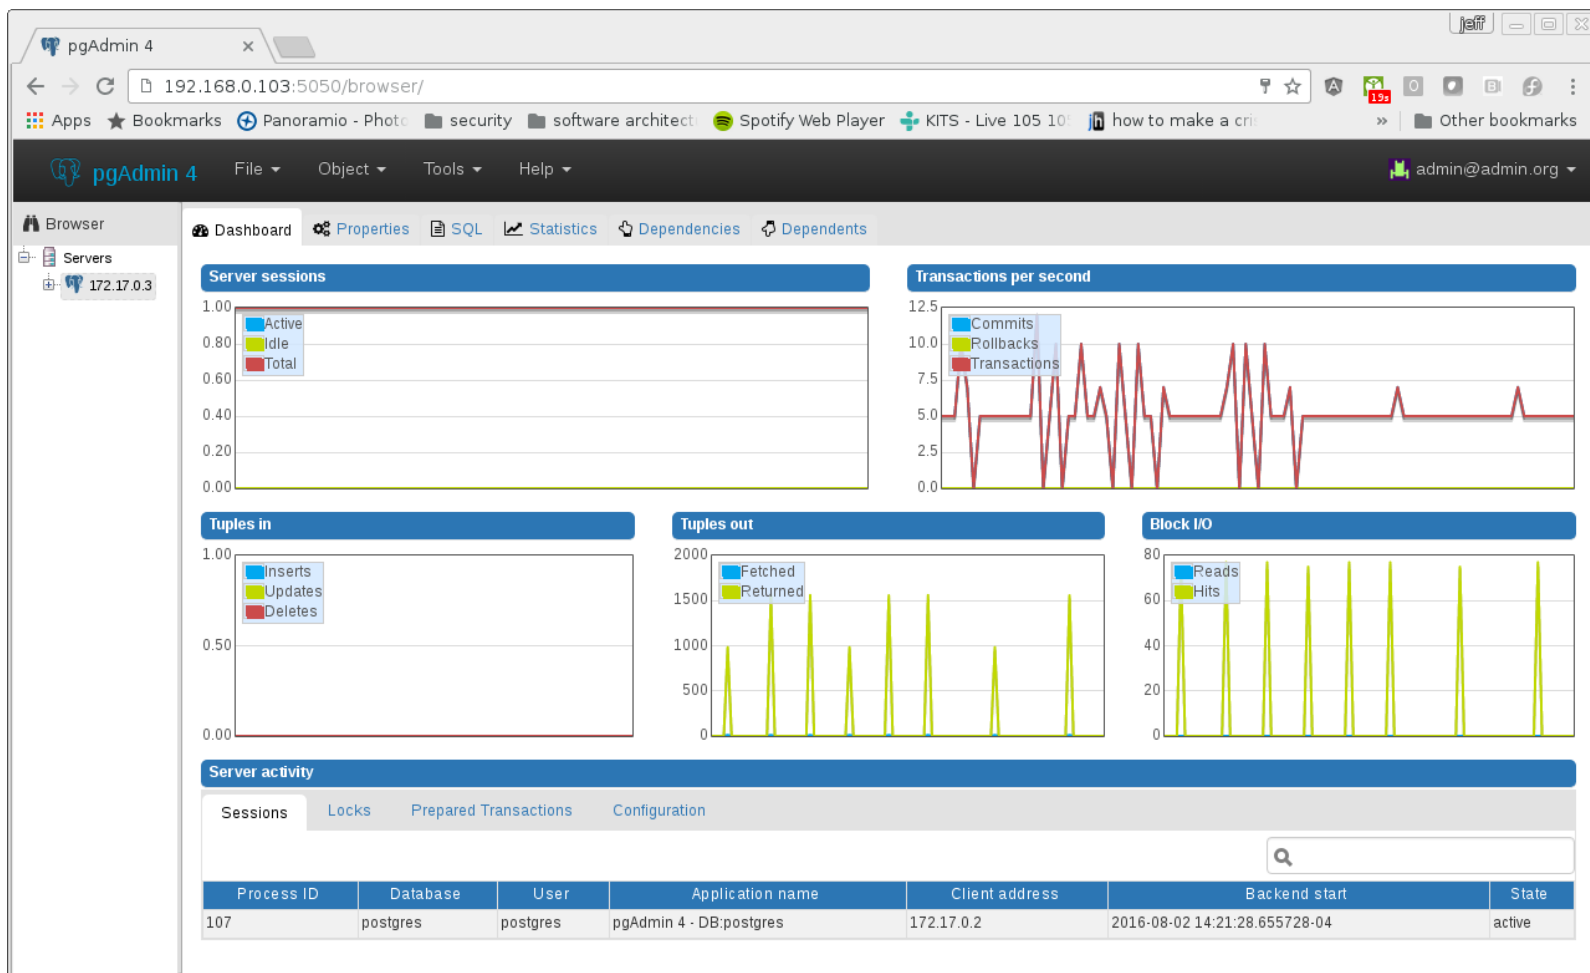 jeff
pgAdmin 4
192.168.0.103:5050/browser/
19s
Apps Bookmarks Panoramio - Photo security software architect Spotify Web Player KITS - Live 105 10 how to make a cri » Other bookmarks
pgAdmin 4 File Object Tools Help admin@admin.org
Browser
Servers
172.17.0.3
Dashboard Properties SQL Statistics Dependencies Dependents
Server sessions
1.00
0.80
0.60
0.40
0.20
0.00
Active
Idle
Total
Transactions per second
12.5
10.0
7.5
5.0
2.5
0.0
Commits
Rollbacks
Transactions
Tuples in
1.00
0.50
0.00
Inserts
Updates
Deletes
Tuples out
2000
1500
1000
500
0
Fetched
Returned
Block I/O
80
60
40
20
0
Reads
Hits
Server activity
Sessions Locks Prepared Transactions Configuration
Process ID Database User Application name Client address Backend start State
107 postgres postgres pgAdmin 4 - DB:postgres 172.17.0.2 2016-08-02 14:21:28.655728-04 active